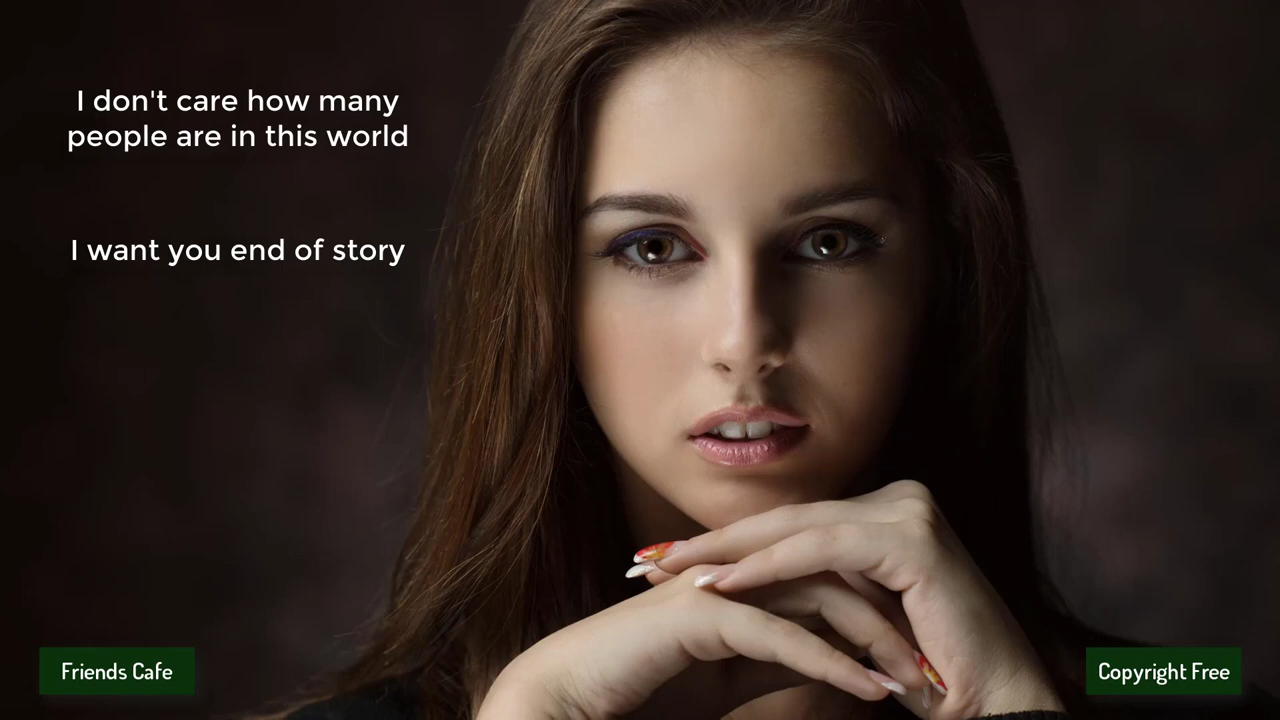 I don't care how many
people are in this world
I want you end of story
Friends Cafe
Copyright Free